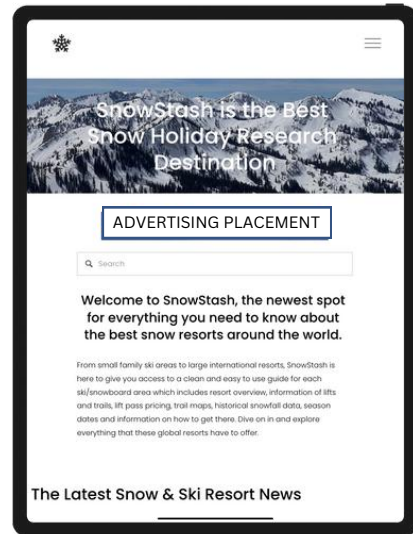 SnowStash is the Best
Snow Holiday Research
Destination
ADVERTISING PLACEMENT
Search
Welcome to SnowStash, the newest spot
for everything you need to know about
the best snow resorts around the world.
From small family ski areas to large international resorts, SnowStash is
here to give you access to a clean and easy to use guide for each
ski/snowboard area which includes resort overview, information of lifts
and trails, lift pass pricing, trail maps, historical snowfall data, season
dates and information on how to get there. Dive on in and explore
everything that these global resorts have to offer.
The Latest Snow & Ski Resort News